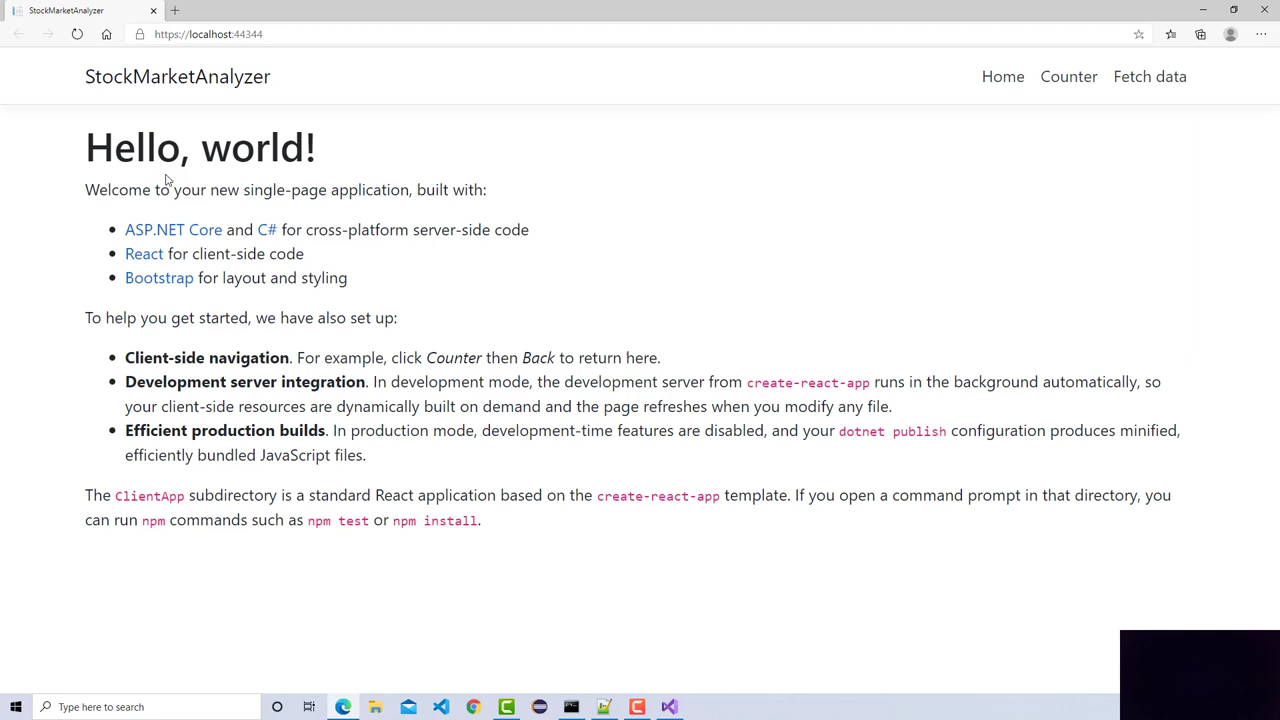 StockMarketAnalyzer
https://localhost:44344
StockMarketAnalyzer
Home
Counter
Fetch data
Hello, world!
Welcome to your new single-page application, built with:
ASP.NET Core and C# for cross-platform server-side code
React for client-side code
Bootstrap for layout and styling
To help you get started, we have also set up:
Client-side navigation. For example, click Counter then Back to return here.
Development server integration. In development mode, the development server from create-react-app runs in the background automatically, so
your client-side resources are dynamically built on demand and the page refreshes when you modify any file.
Efficient production builds. In production mode, development-time features are disabled, and your dotnet publish configuration produces minified,
efficiently bundled JavaScript files.
The ClientApp subdirectory is a standard React application based on the create-react-app template. If you open a command prompt in that directory, you
can run npm commands such as npm test or npm install.
Type here to search